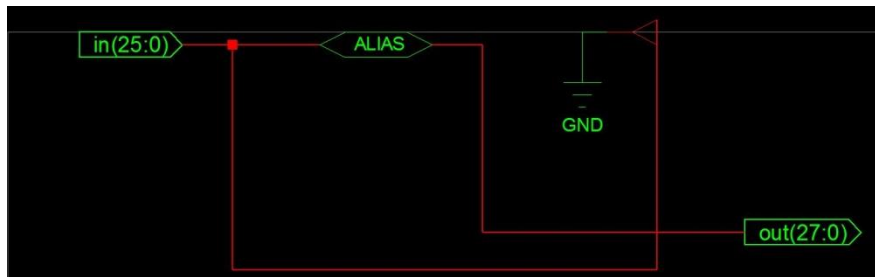 in(25:0)
ALIAS
GND
out(27:0)